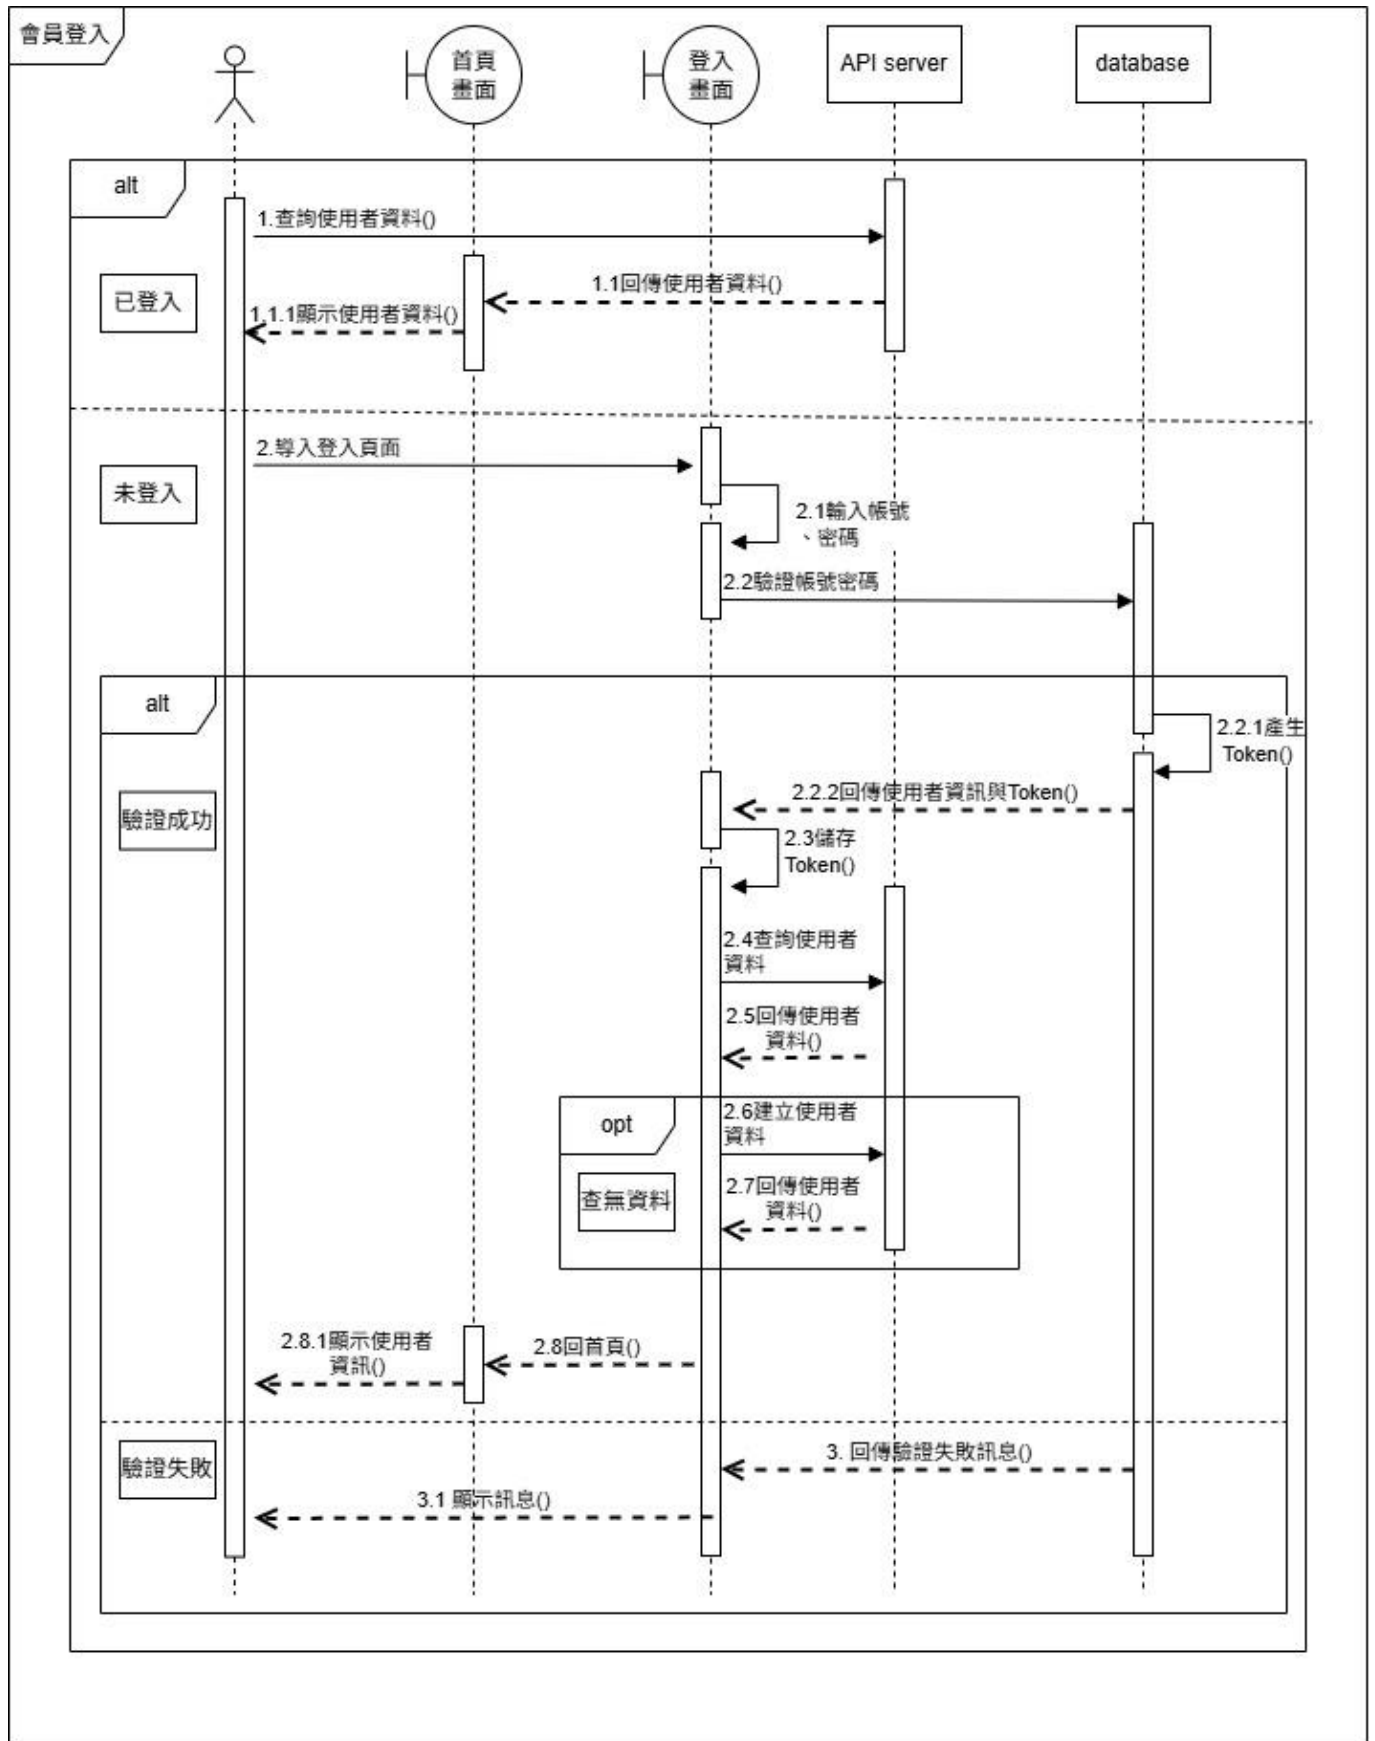 會員登入
首頁
畫面
登入
畫面
API server
database
alt
1.查詢使用者資料()
已登入
1.1回傳使用者資料()
1.1.1顯示使用者資料()
2.導入登入頁面
未登入
2.1輸入帳號
、密碼
2.2驗證帳號密碼
alt
2.2.1產生
Token()
驗證成功
2.2.2回傳使用者資訊與Token()
2.3儲存
Token()
2.4查詢使用者
資料
2.5回傳使用者
資料()
opt
2.6建立使用者
資料
查無資料
2.7回傳使用者
資料()
2.8.1顯示使用者
資訊()
2.8回首頁()
驗證失敗
3. 回傳驗證失敗訊息()
3.1 顯示訊息()